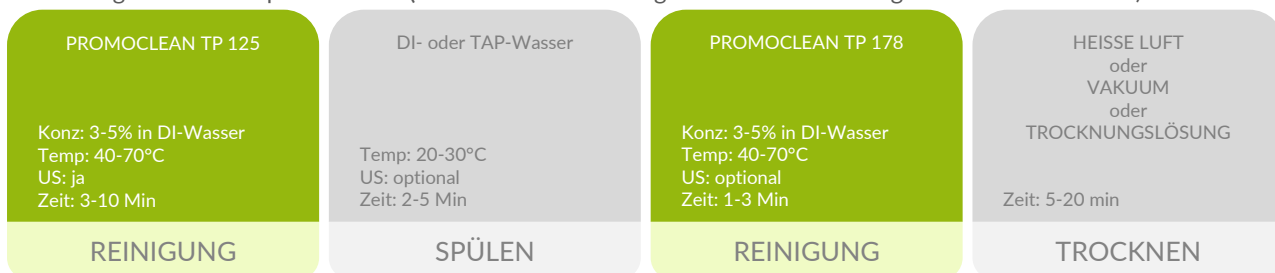 PROMOCLEAN TP 125
Konz: 3-5% in DI-Wasser
Temp: 40-70°C
US: ja
Zeit: 3-10 Min
REINIGUNG
DI- oder TAP-Wasser
Temp: 20-30°C
US: optional
Zeit: 2-5 Min
SPÜLEN
PROMOCLEAN TP 178
Konz: 3-5% in DI-Wasser
Temp: 40-70°C
US: optional
Zeit: 1-3 Min
REINIGUNG
HEISSE LUFT
oder
VAKUUM
oder
TROCKNUNGSLÖSUNG
Zeit: 5-20 min
TROCKNEN